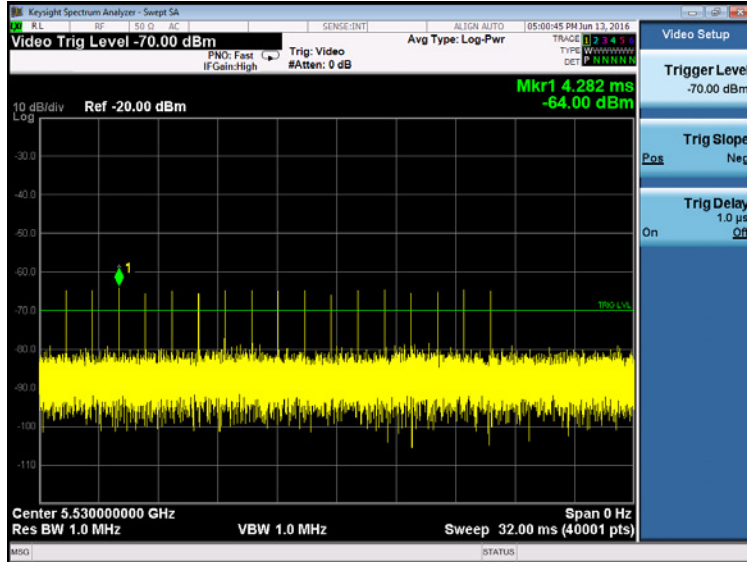 Keysight Spectrum Analyzer - Swept SA
RL RF 50 Ω AC SENSE:INT ALIGN AUTO 05:00:45 PM Jun 13, 2016
Video Trig Level -70.00 dBm
PNO: Fast
IFGain:High
Trig: Video
#Atten: 0 dB
Avg Type: Log-Pwr
TRACE 1 2 3 4 5 6
TYPE WWWWWW
DET P N N N N N
Video Setup
Mkr1 4.282 ms
-64.00 dBm
10 dB/div Ref -20.00 dBm
Log
Trigger Level
-70.00 dBm
Trig Slope
Pos Neg
Trig Delay
1.0 µs
On Off
-30.0
-40.0
-50.0
-60.0
-70.0
-80.0
-90.0
-100
-110
1
TRIG LVL
Center 5.530000000 GHz Span 0 Hz
Res BW 1.0 MHz VBW 1.0 MHz Sweep 32.00 ms (40001 pts)
MSG STATUS